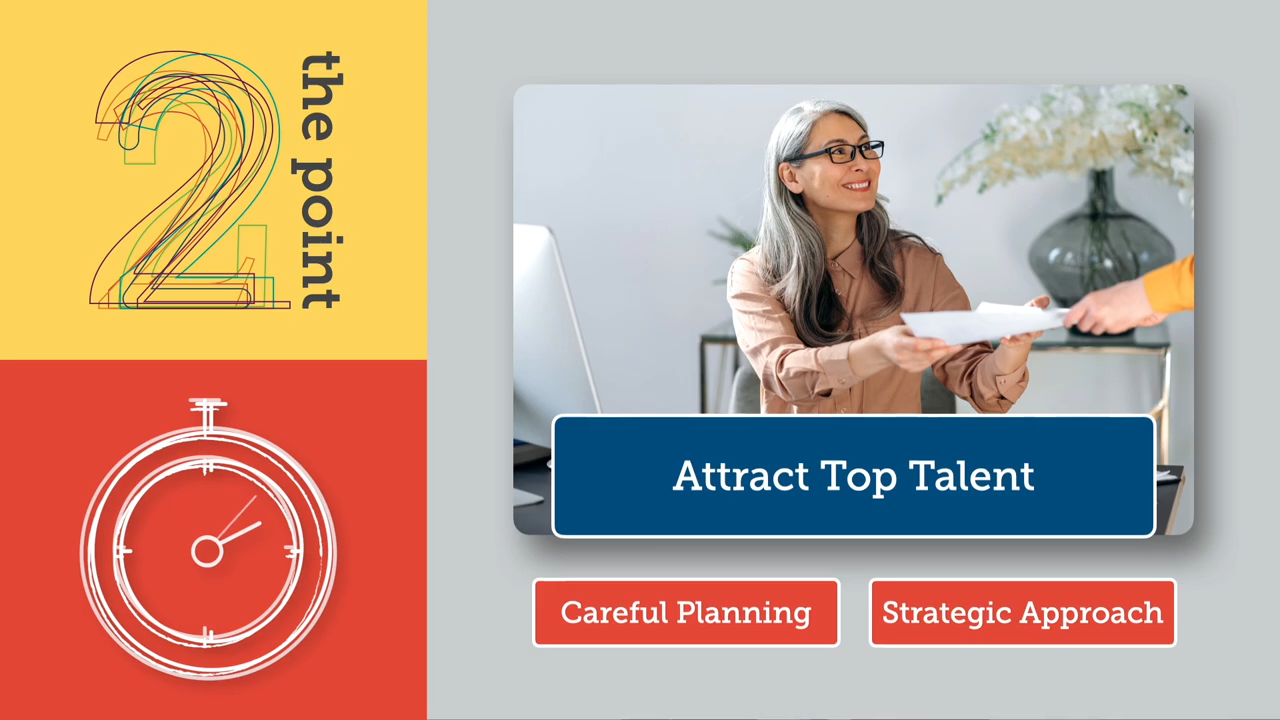 2
the point
Attract Top Talent
Careful Planning
Strategic Approach